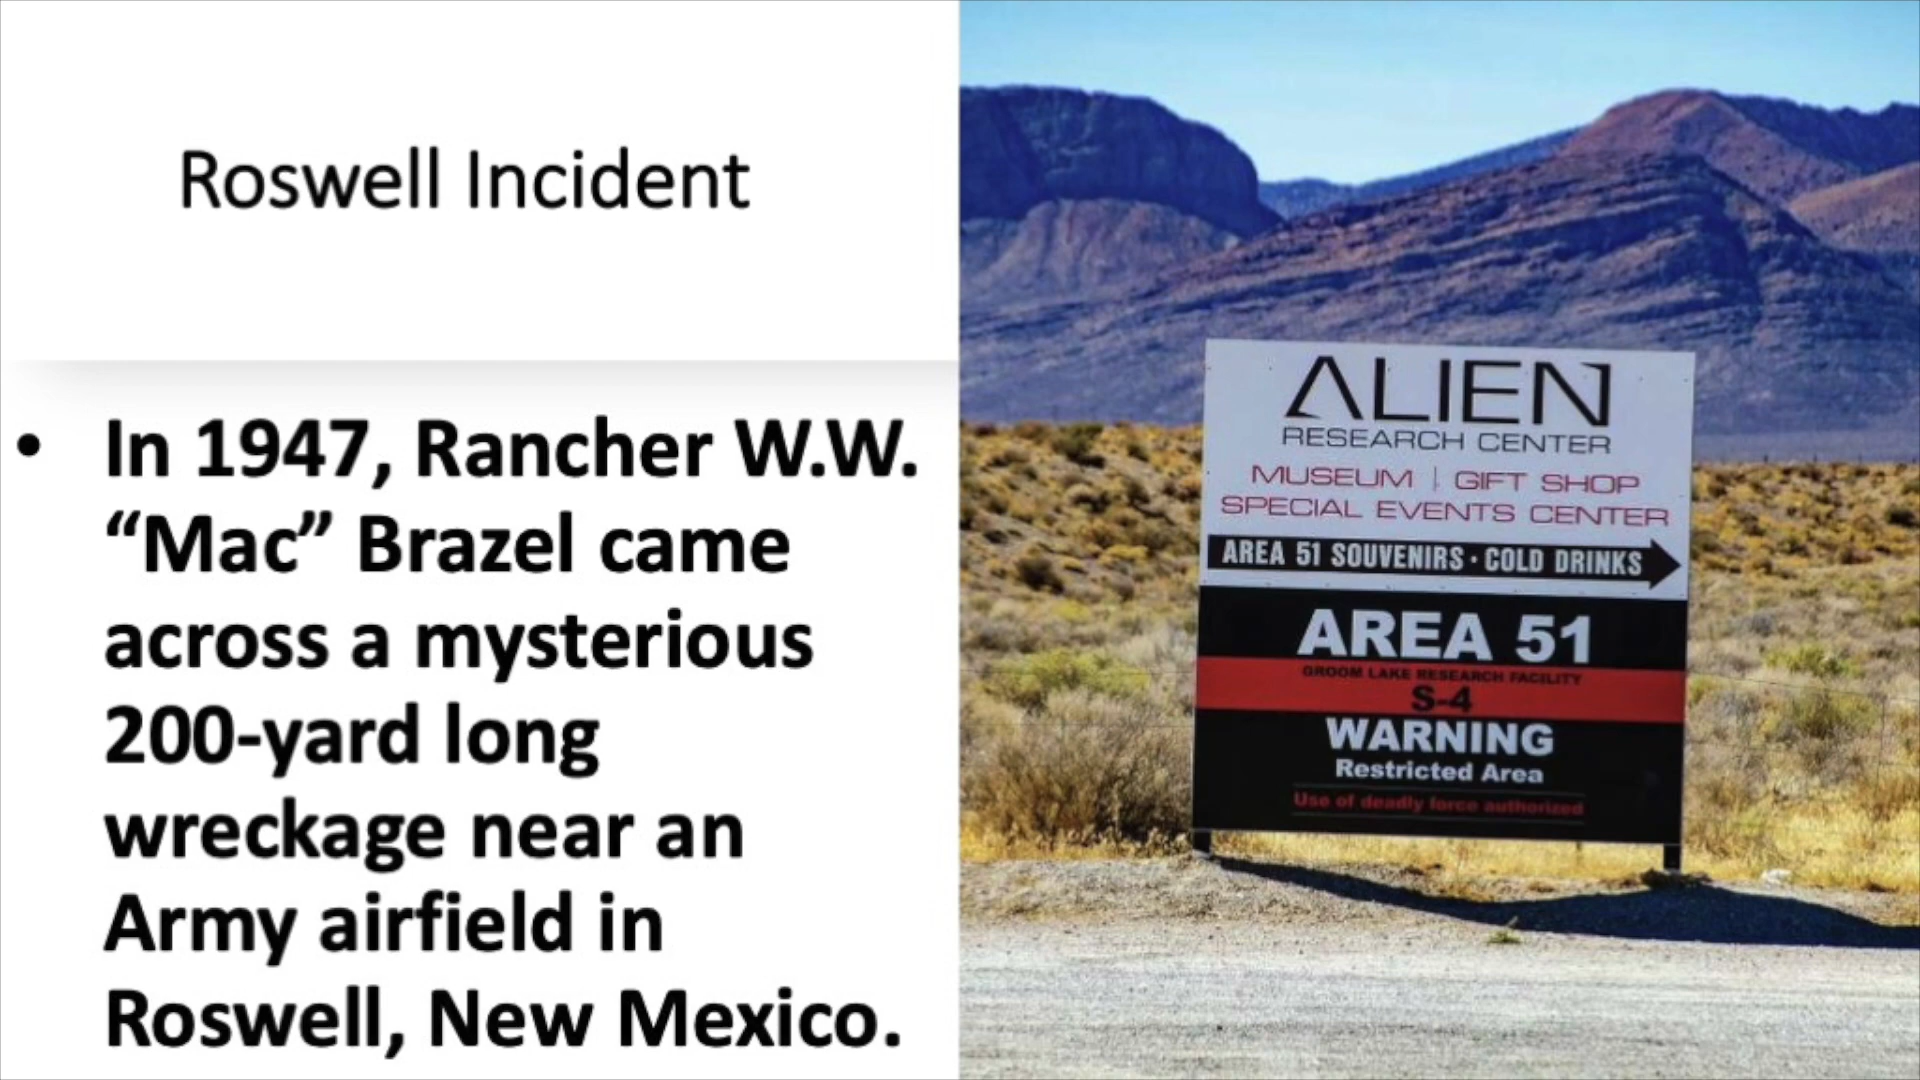 Roswell Incident
• In 1947, Rancher W.W.
“Mac” Brazel came
across a mysterious
200-yard long
wreckage near an
Army airfield in
Roswell, New Mexico.
ALIEN
RESEARCH CENTER
MUSEUM | GIFT SHOP
SPECIAL EVENTS CENTER
AREA 51 SOUVENIRS · COLD DRINKS
AREA 51
GROOM LAKE RESEARCH FACILITY
S-4
WARNING
Restricted Area
Use of deadly force authorized